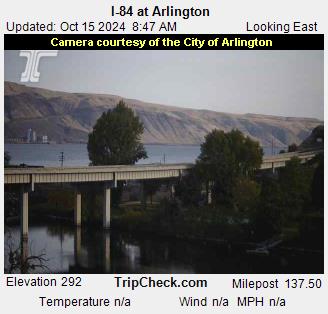 I-84 at Arlington
Updated: Oct 15 2024 8:47 AM Looking East
Camera courtesy of the City of Arlington
Elevation 292 TripCheck.com Milepost 137.50
Temperature n/a Wind n/a MPH n/a